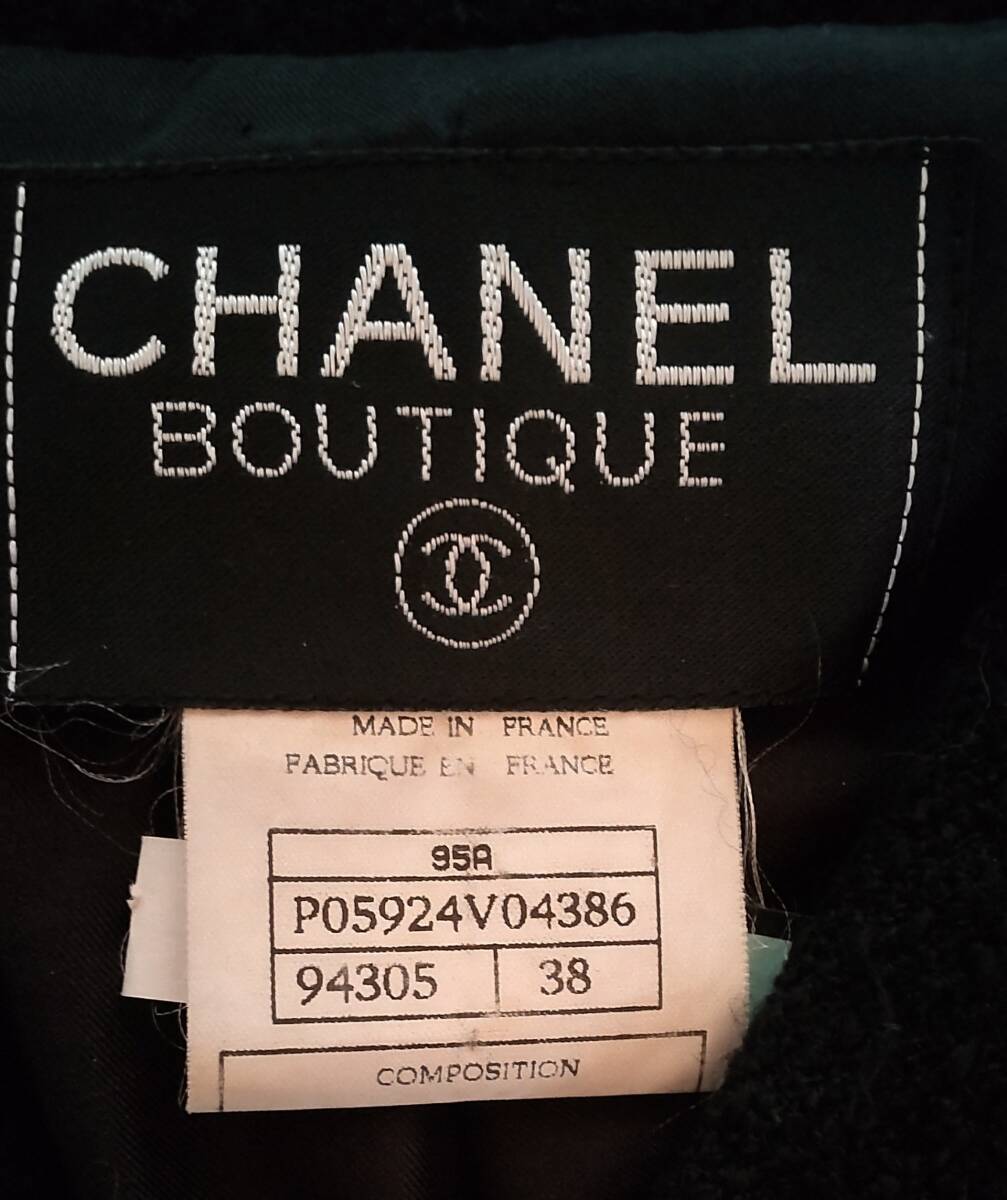 CHANEL
BOUTIQUE
MADE IN FRANCE
FABRIQUE EN FRANCE
95A
P05924V04386
94305 38
COMPOSITION